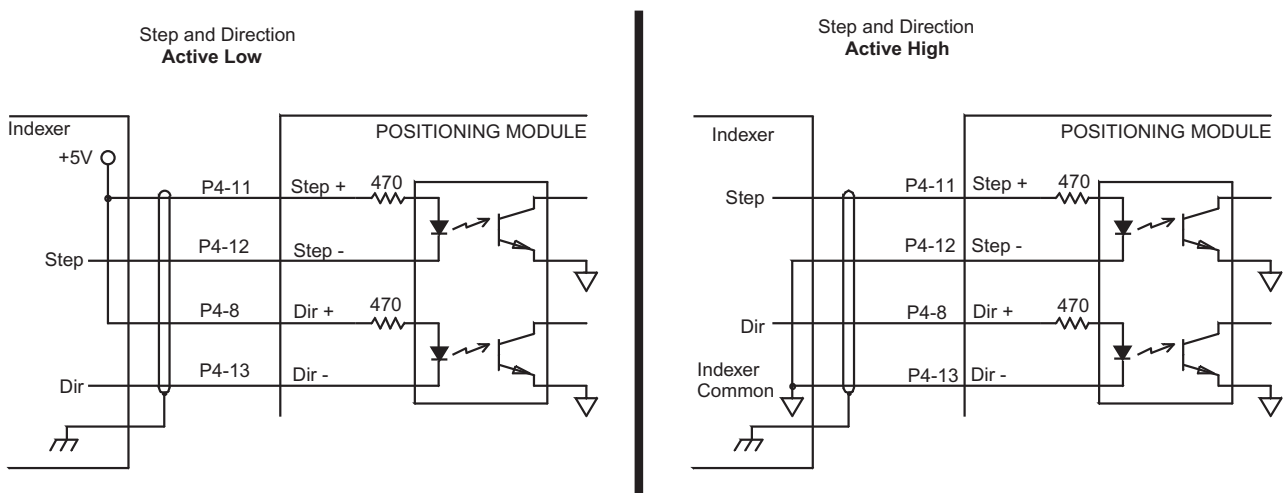 Step and Direction
Active Low
Indexer
POSITIONING MODULE
+5V
P4-11 Step + 470
P4-12 Step -
Step
P4-8 Dir + 470
P4-13 Dir -
Dir
Step and Direction
Active High
Indexer
POSITIONING MODULE
P4-11 Step + 470
Step
P4-12 Step -
P4-8 Dir + 470
Dir
Indexer
Common
P4-13 Dir -